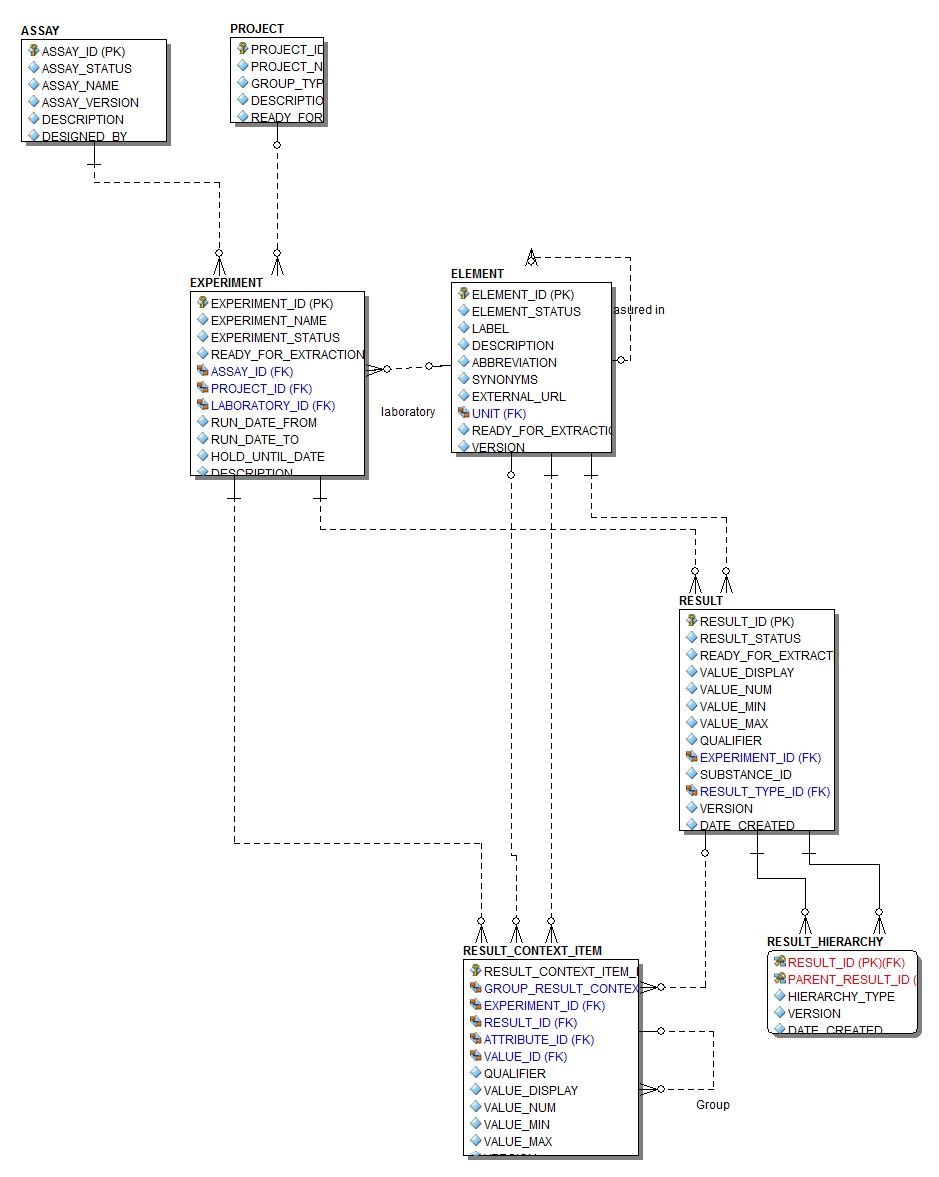 ASSAY
ASSAY_ID (PK)
ASSAY_STATUS
ASSAY_NAME
ASSAY_VERSION
DESCRIPTION
DESIGNED_BY
PROJECT
PROJECT_ID
PROJECT_N
GROUP_TYP
DESCRIPTIO
READY_FOR
EXPERIMENT
EXPERIMENT_ID (PK)
EXPERIMENT_NAME
EXPERIMENT_STATUS
READY_FOR_EXTRACTION
ASSAY_ID (FK)
PROJECT_ID (FK)
LABORATORY_ID (FK)
RUN_DATE_FROM
RUN_DATE_TO
HOLD_UNTIL_DATE
DESCRIPTION
laboratory
ELEMENT
ELEMENT_ID (PK)
ELEMENT_STATUS
LABEL
DESCRIPTION
ABBREVIATION
SYNONYMS
EXTERNAL_URL
UNIT (FK)
READY_FOR_EXTRACTIO
VERSION
asured in
RESULT
RESULT_ID (PK)
RESULT_STATUS
READY_FOR_EXTRACT
VALUE_DISPLAY
VALUE_NUM
VALUE_MIN
VALUE_MAX
QUALIFIER
EXPERIMENT_ID (FK)
SUBSTANCE_ID
RESULT_TYPE_ID (FK)
VERSION
DATE_CREATED
RESULT_HIERARCHY
RESULT_ID (PK)(FK)
PARENT_RESULT_ID (
HIERARCHY_TYPE
VERSION
DATE_CREATED
RESULT_CONTEXT_ITEM
RESULT_CONTEXT_ITEM_
GROUP_RESULT_CONTEX
EXPERIMENT_ID (FK)
RESULT_ID (FK)
ATTRIBUTE_ID (FK)
VALUE_ID (FK)
QUALIFIER
VALUE_DISPLAY
VALUE_NUM
VALUE_MIN
VALUE_MAX
Group